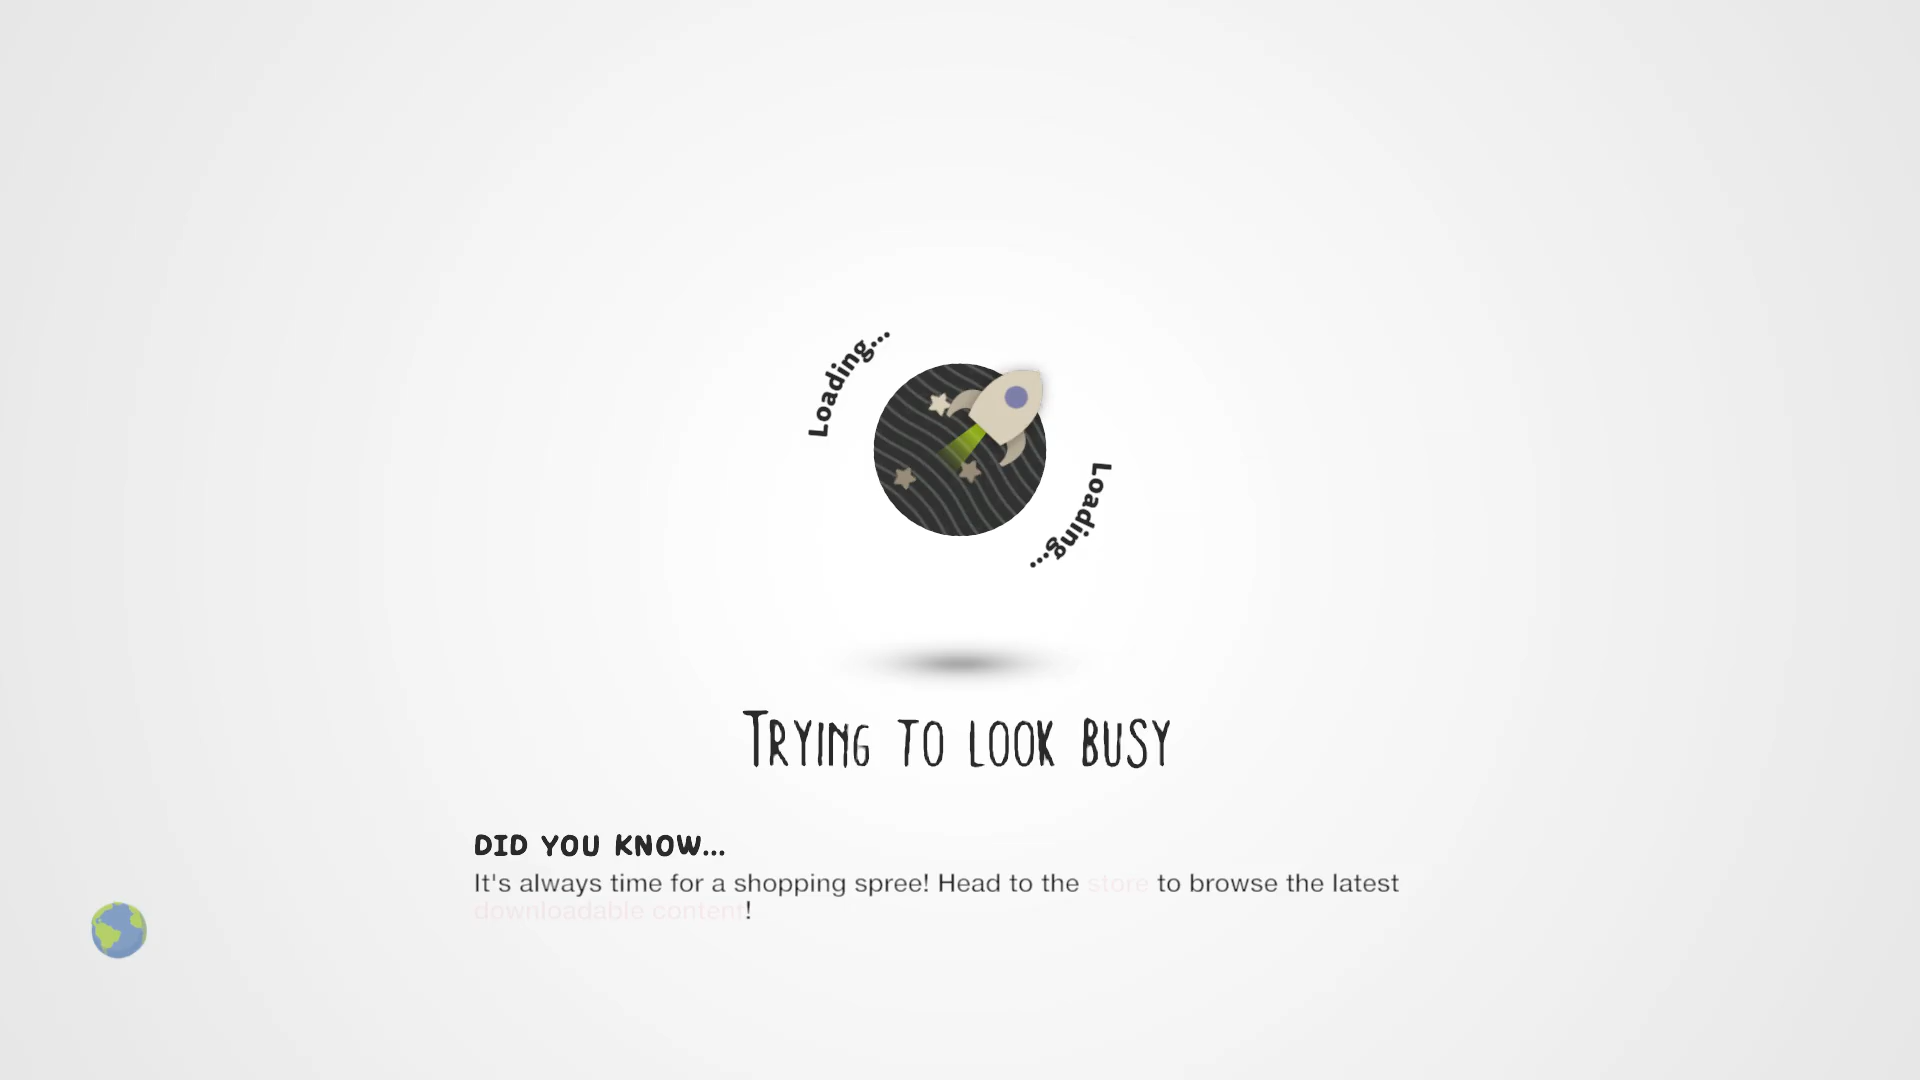 Loading...
Loading...
Trying to look busy
DID YOU KNOW...
It's always time for a shopping spree! Head to the store to browse the latest
downloadable content!